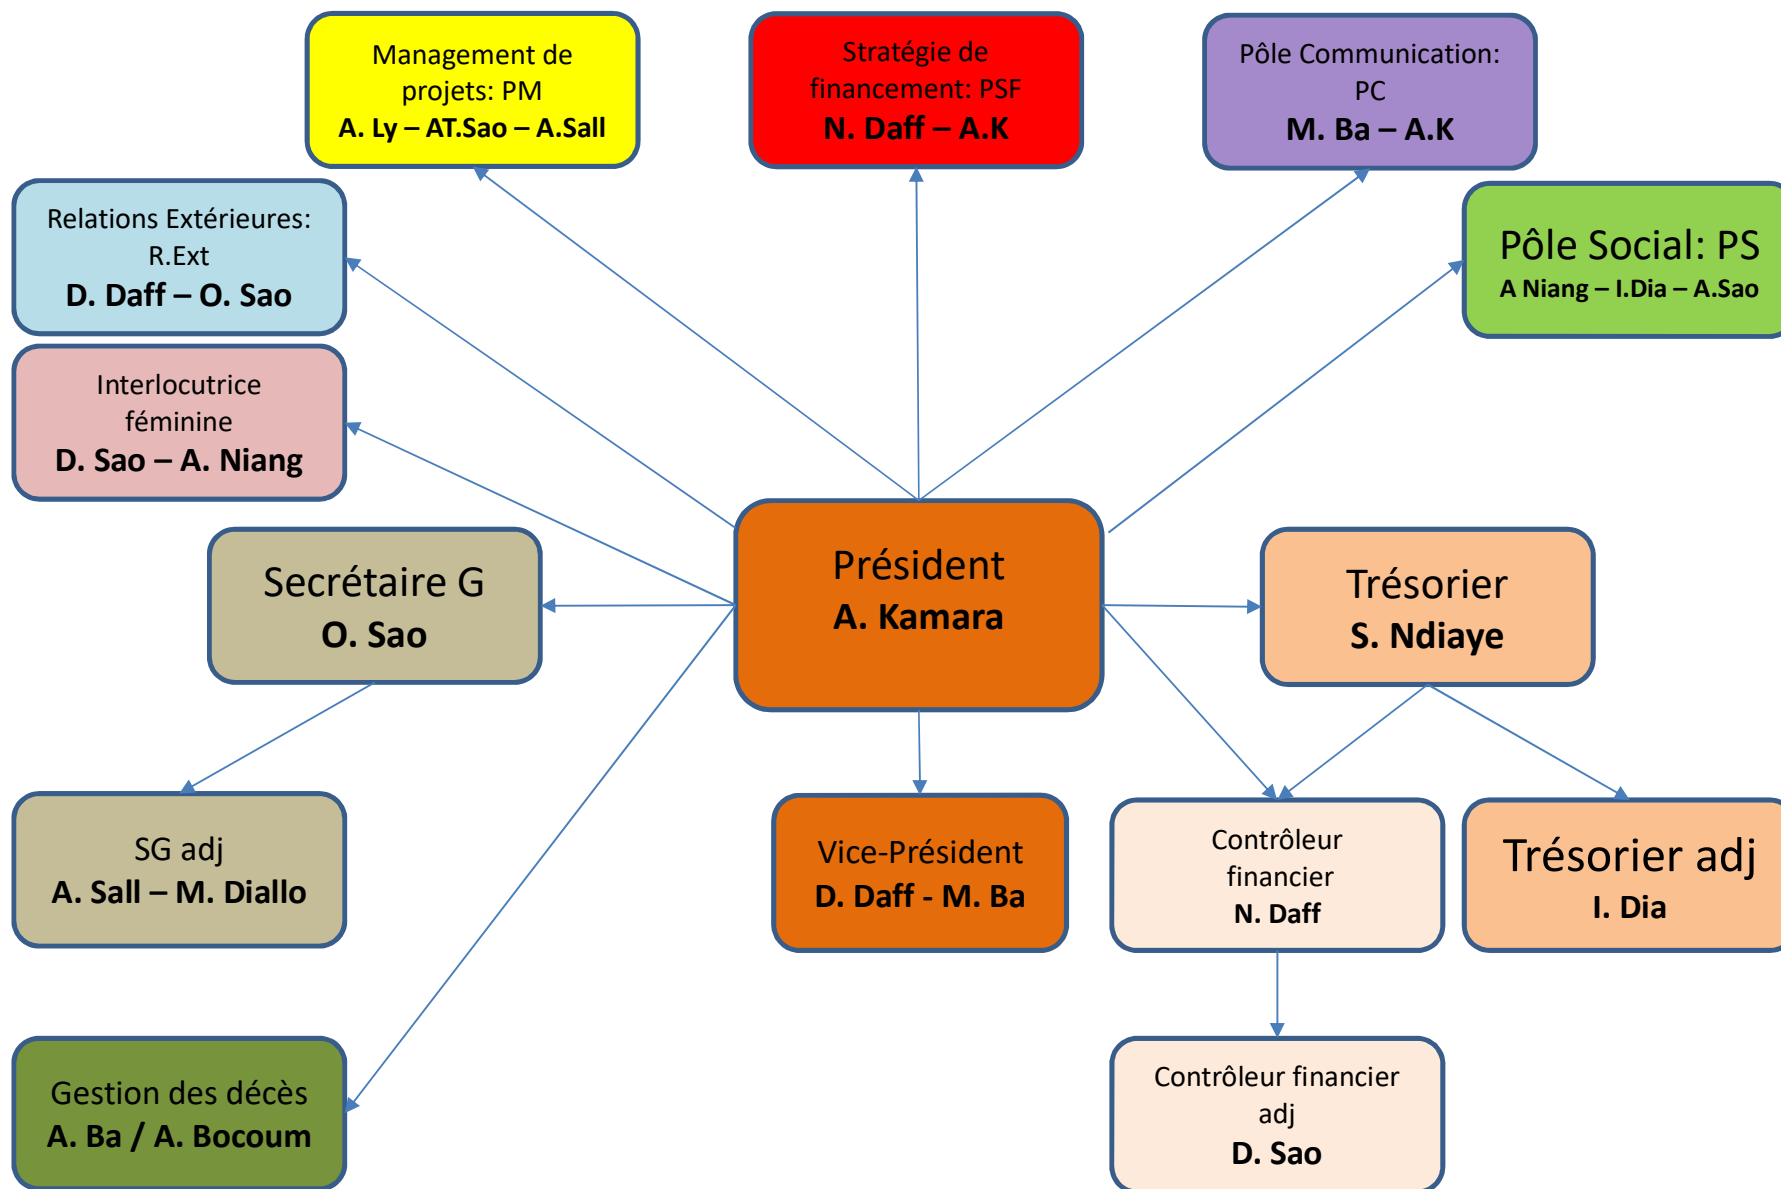 Management de
projets: PM
A. Ly – AT.Sao – A.Sall
Stratégie de
financement: PSF
N. Daff – A.K
Pôle Communication:
PC
M. Ba – A.K
Relations Extérieures:
R.Ext
D. Daff – O. Sao
Pôle Social: PS
A Niang – I.Dia – A.Sao
Interlocutrice
féminine
D. Sao – A. Niang
Secrétaire G
O. Sao
Président
A. Kamara
Trésorier
S. Ndiaye
SG adj
A. Sall – M. Diallo
Vice-Président
D. Daff - M. Ba
Contrôleur
financier
N. Daff
Trésorier adj
I. Dia
Gestion des décès
A. Ba / A. Bocoum
Contrôleur financier
adj
D. Sao